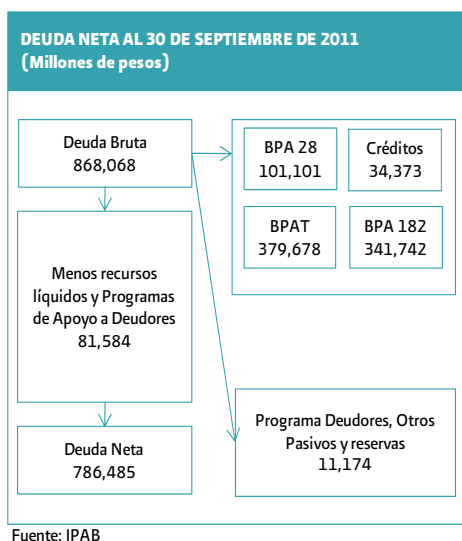 DEUDA NETA AL 30 DE SEPTIEMBRE DE 2011
(Millones de pesos)
Deuda Bruta
868,068
Menos recursos
líquidos y Programas
de Apoyo a Deudores
81,584
Deuda Neta
786,485
BPA 28
101,101
Créditos
34,373
BPAT
379,678
BPA 182
341,742
Programa Deudores, Otros
Pasivos y reservas
11,174
Fuente: IPAB